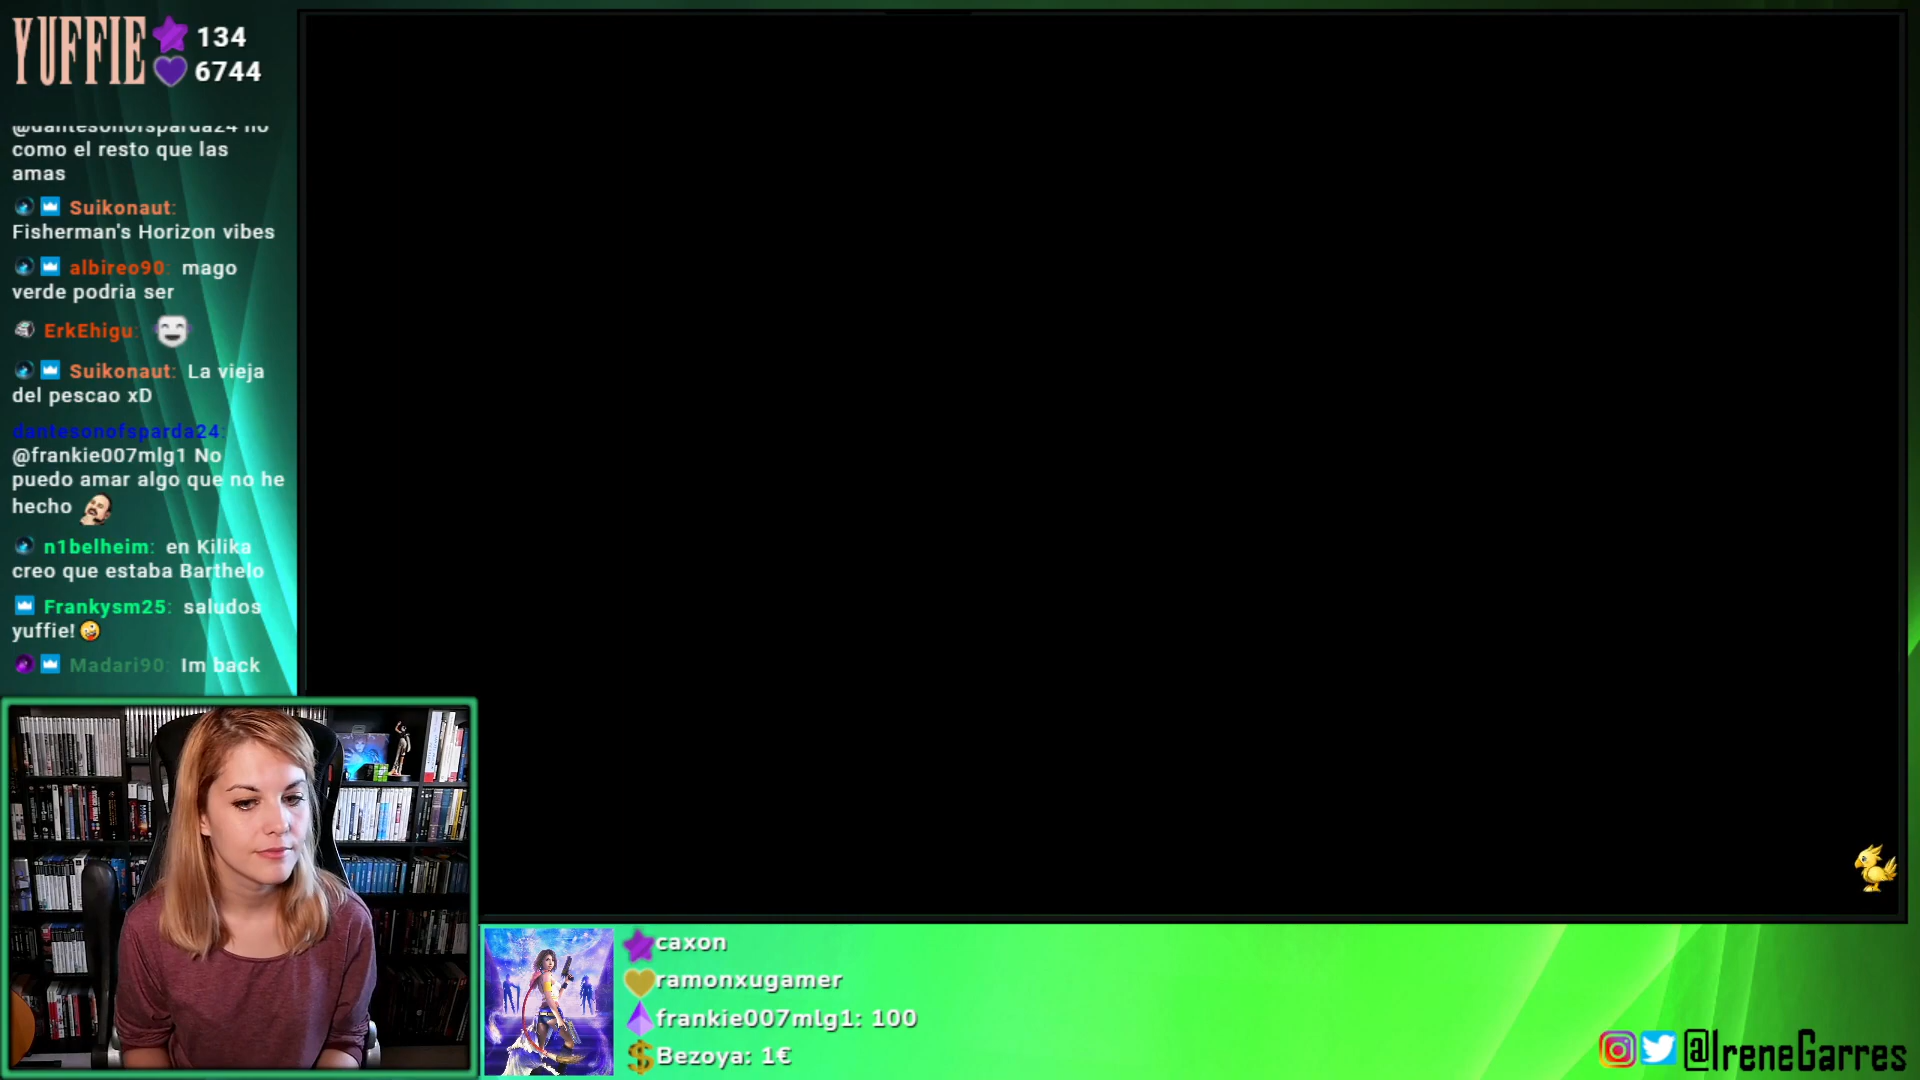 YUFFIE
134
6744
@dantesonofsparda24 no
como el resto que las
amas
Suikonaut:
Fisherman's Horizon vibes
albireo90: mago
verde podria ser
ErkEhigu:
Suikonaut: La vieja
del pescao xD
dantesonofsparda24:
@frankie007mlg1 No
puedo amar algo que no he
hecho
n1belheim: en Kilika
creo que estaba Barthelo
Frankysm25: saludos
yuffie!
Madari90: Im back
caxon
ramonxugamer
frankie007mlg1: 100
Bezoya: 1€
@IreneGarres